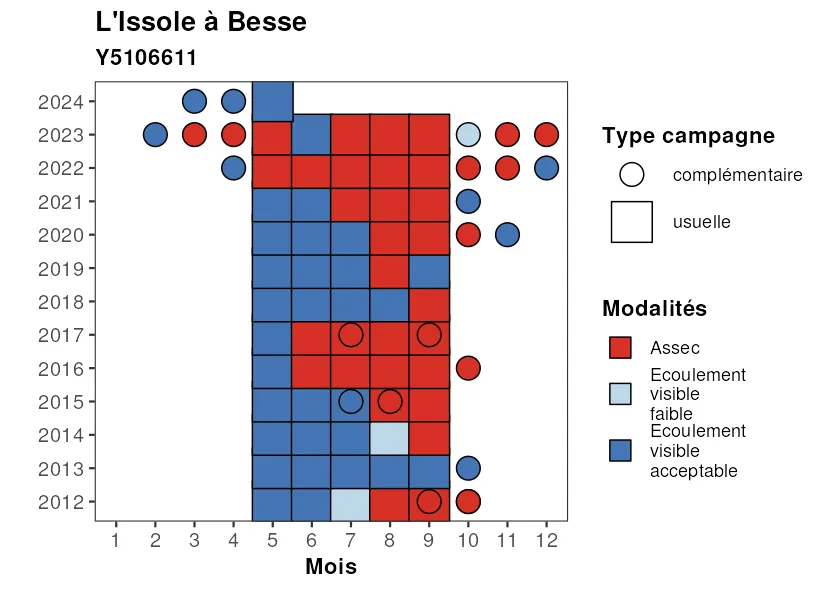 L'Issole à Besse
Y5106611
2024
2023
2022
2021
2020
2019
2018
2017
2016
2015
2014
2013
2012
1 2 3 4 5 6 7 8 9 10 11 12
Mois
Type campagne
complémentaire
usuelle
Modalités
Assec
Ecoulement
visible
faible
Ecoulement
visible
acceptable